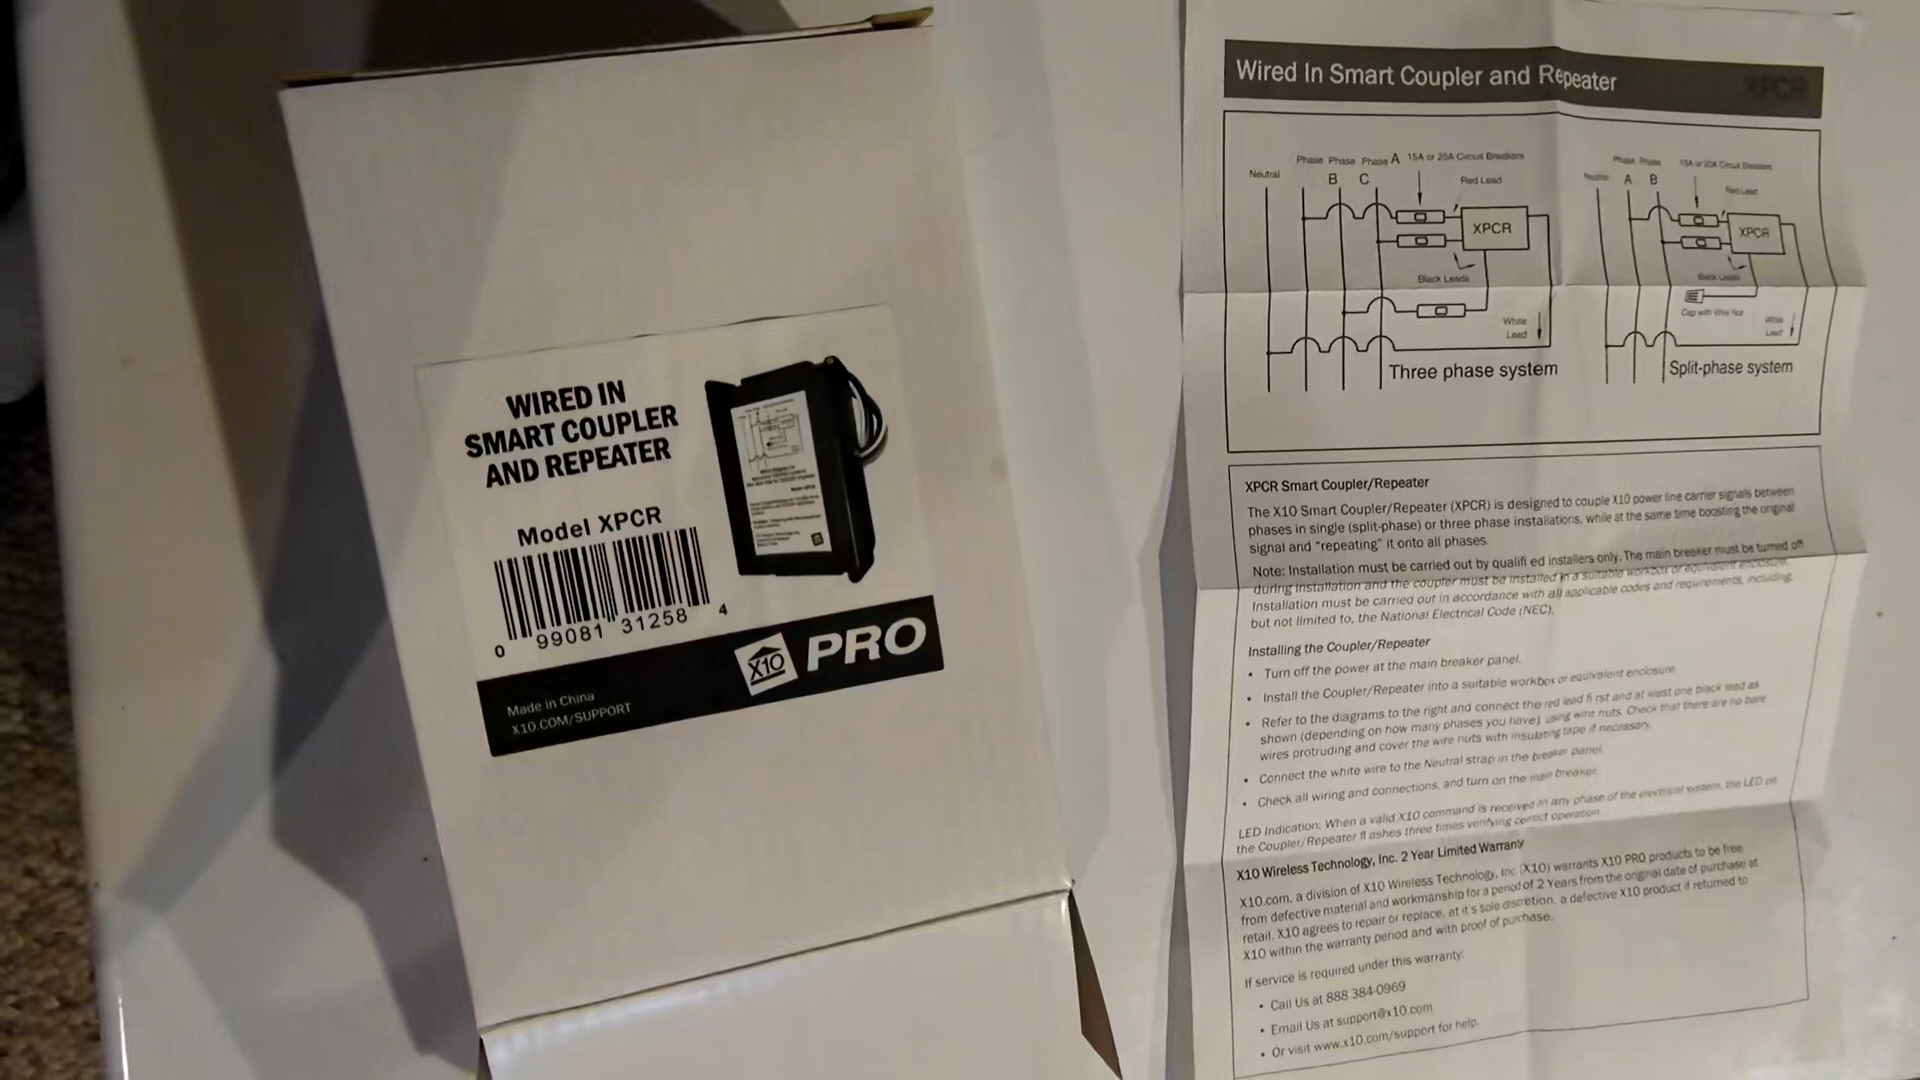 WIRED IN
SMART COUPLER
AND REPEATER
Model XPCR
0 99081 31258 4
X10 PRO
Made in China
X10.COM/SUPPORT
Wired In Smart Coupler and Repeater
XPCR
Phase Phase Phase A 15A or 20A Circuit Breakers
Neutral B C Red Lead
XPCR
Black Leads
White
Lead
Three phase system
Phase Phase 15A or 20A Circuit Breakers
Neutral A B Red Lead
XPCR
Black Leads
Cap with Wire Nut
White
Lead
Split-phase system
XPCR Smart Coupler/Repeater
The X10 Smart Coupler/Repeater (XPCR) is designed to couple X10 power line carrier signals between
phases in single (split-phase) or three phase installations, while at the same time boosting the original
signal and "repeating" it onto all phases.
Note: Installation must be carried out by qualifi ed installers only. The main breaker must be turned off
during installation and the coupler must be installed in a suitable workbox or equivalent enclosure.
Installation must be carried out in accordance with all applicable codes and requirements, including,
but not limited to, the National Electrical Code (NEC).
Installing the Coupler/Repeater
• Turn off the power at the main breaker panel.
• Install the Coupler/Repeater into a suitable workbox or equivalent enclosure.
• Refer to the diagrams to the right and connect the red lead fi rst and at least one black lead as
shown (depending on how many phases you have), using wire nuts. Check that there are no bare
wires protruding and cover the wire nuts with insulating tape if necessary.
• Connect the white wire to the Neutral strap in the breaker panel.
• Check all wiring and connections, and turn on the main breaker.
LED Indication: When a valid X10 command is received on any phase of the electrical system, the LED on
the Coupler/Repeater fl ashes three times verifying correct operation.
X10 Wireless Technology, Inc. 2 Year Limited Warranty
X10.com, a division of X10 Wireless Technology, Inc (X10) warrants X10 PRO products to be free
from defective material and workmanship for a period of 2 Years from the original date of purchase at
retail. X10 agrees to repair or replace, at it's sole discretion, a defective X10 product if returned to
X10 within the warranty period and with proof of purchase.
If service is required under this warranty:
• Call Us at 888 384-0969
• Email Us at support@x10.com
• Or visit www.x10.com/support for help.